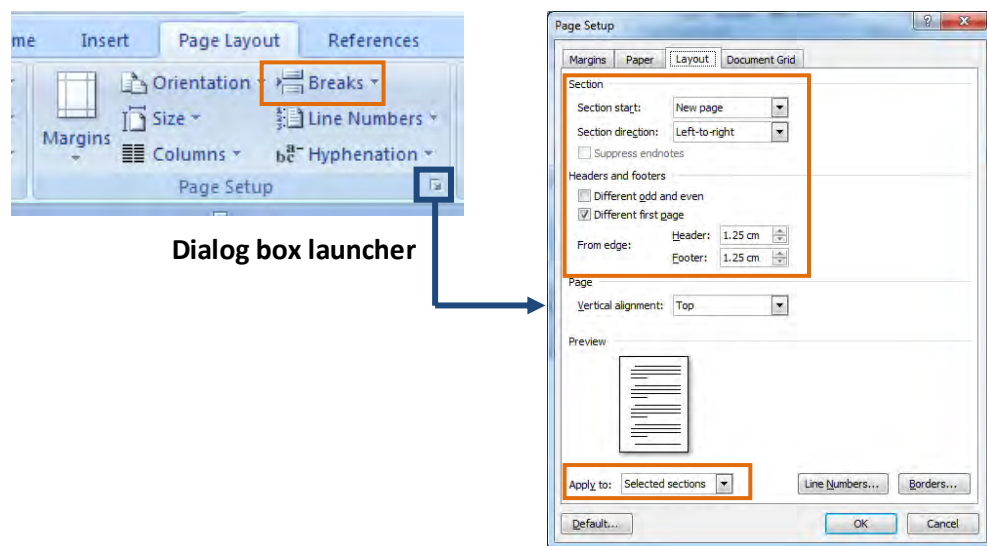 me Insert Page Layout References
Orientation Breaks
Size Line Numbers
Margins
Columns Hyphenation
Page Setup
Dialog box launcher
Page Setup
Margins Paper Layout Document Grid
Section
Section start: New page
Section direction: Left-to-right
Suppress endnotes
Headers and footers
Different odd and even
Different first page
From edge:
Header: 1.25 cm
Footer: 1.25 cm
Page
Vertical alignment: Top
Preview
Apply to: Selected sections Line Numbers... Borders...
Default... OK Cancel